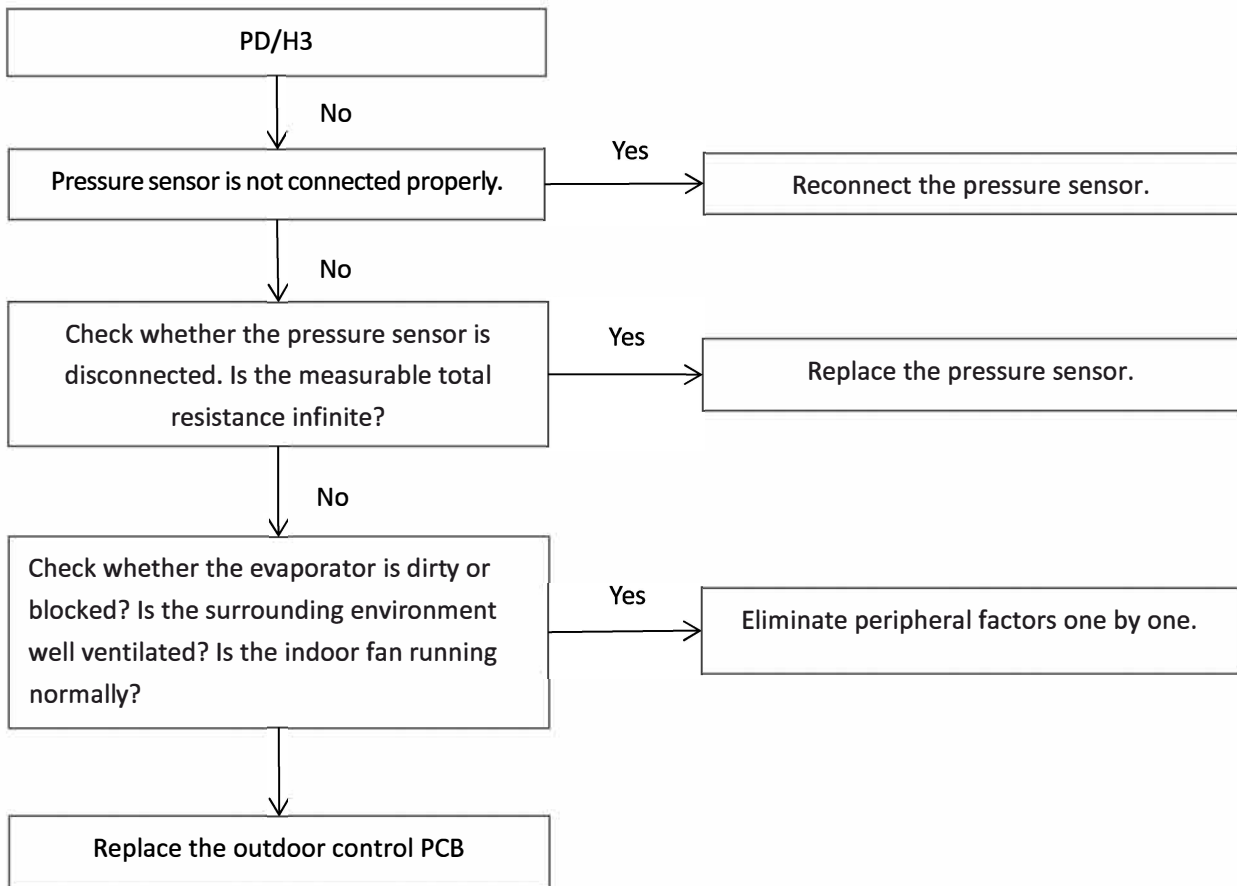 PD/H3
No
Pressure sensor is not connected properly.
Yes
Reconnect the pressure sensor.
No
Check whether the pressure sensor is
disconnected. Is the measurable total
resistance infinite?
Yes
Replace the pressure sensor.
No
Check whether the evaporator is dirty or
blocked? Is the surrounding environment
well ventilated? Is the indoor fan running
normally?
Yes
Eliminate peripheral factors one by one.
Replace the outdoor control PCB